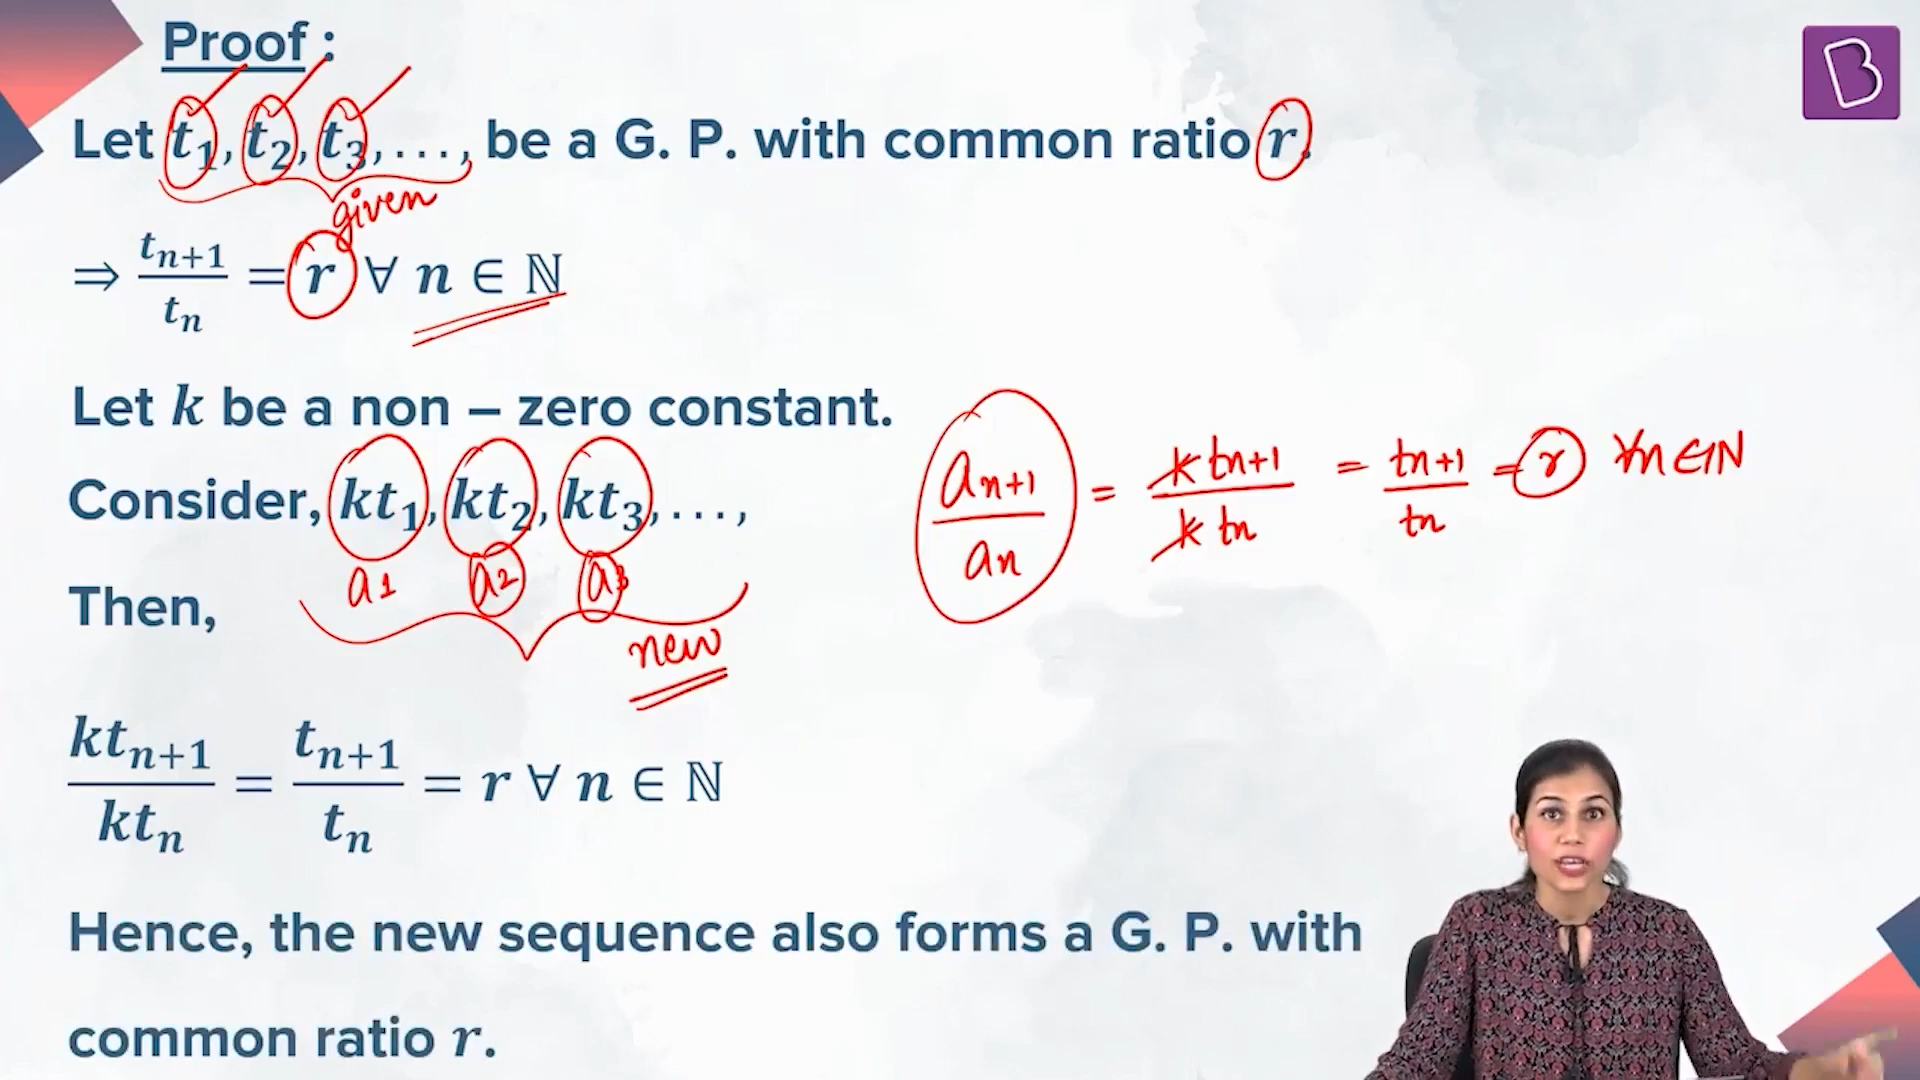 Proof :
Let t₁, t₂, t₃, . . . , be a G. P. with common ratio r.
given
⇒ tₙ₊₁ / tₙ = r ∀ n ∈ ℕ
Let k be a non – zero constant.
Consider, kt₁, kt₂, kt₃, . . . ,
a1 a2 a3
aₙ₊₁ / aₙ = k tₙ₊₁ / k tₙ = tₙ₊₁ / tₙ = r ∀n∈N
Then,
new
ktₙ₊₁ / ktₙ = tₙ₊₁ / tₙ = r ∀ n ∈ ℕ
Hence, the new sequence also forms a G. P. with
common ratio r.
B